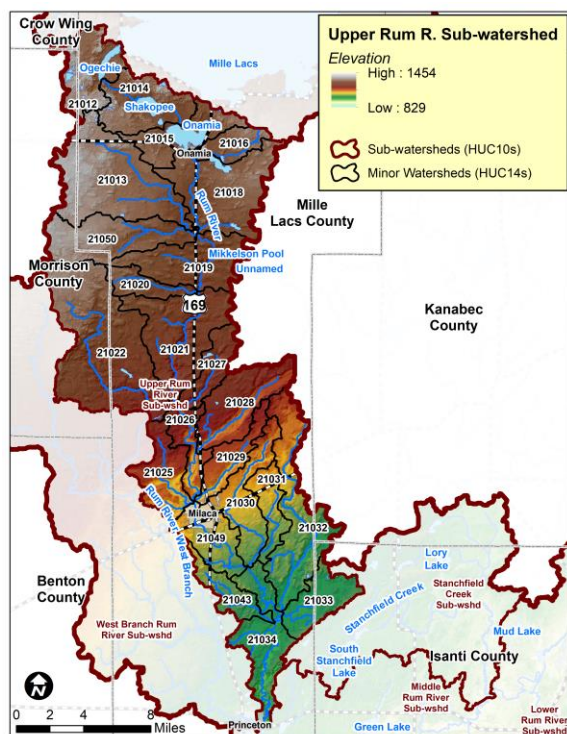 Upper Rum R. Sub-watershed
Elevation
High : 1454
Low : 829
Sub-watersheds (HUC10s)
Minor Watersheds (HUC14s)
Crow Wing
County
Ogechie
Mille Lacs
21014
21012
Shakopee
Onamia
21015
21016
Onamia
21013
21018
Rum River
Mille
Lacs County
21050
Mikkelson Pool
Unnamed
21019
Morrison
County
21020
169
Kanabec
County
21022
21021
21027
Upper Rum
River
Sub-wshd
21028
21026
21029
21025
21031
21030
Rum River West Branch
Milaca
21032
21049
Lory
Lake
Benton
County
Stanchfield
Creek
Sub-wshd
Stanchfield Creek
21043
21033
West Branch Rum
River Sub-wshd
Mud Lake
21034
South
Stanchfield
Lake
Isanti County
Middle
Rum River
Sub-wshd
Lower
Rum River
Sub-wshd
N
Princeton
Green Lake
0 2 4 8
Miles